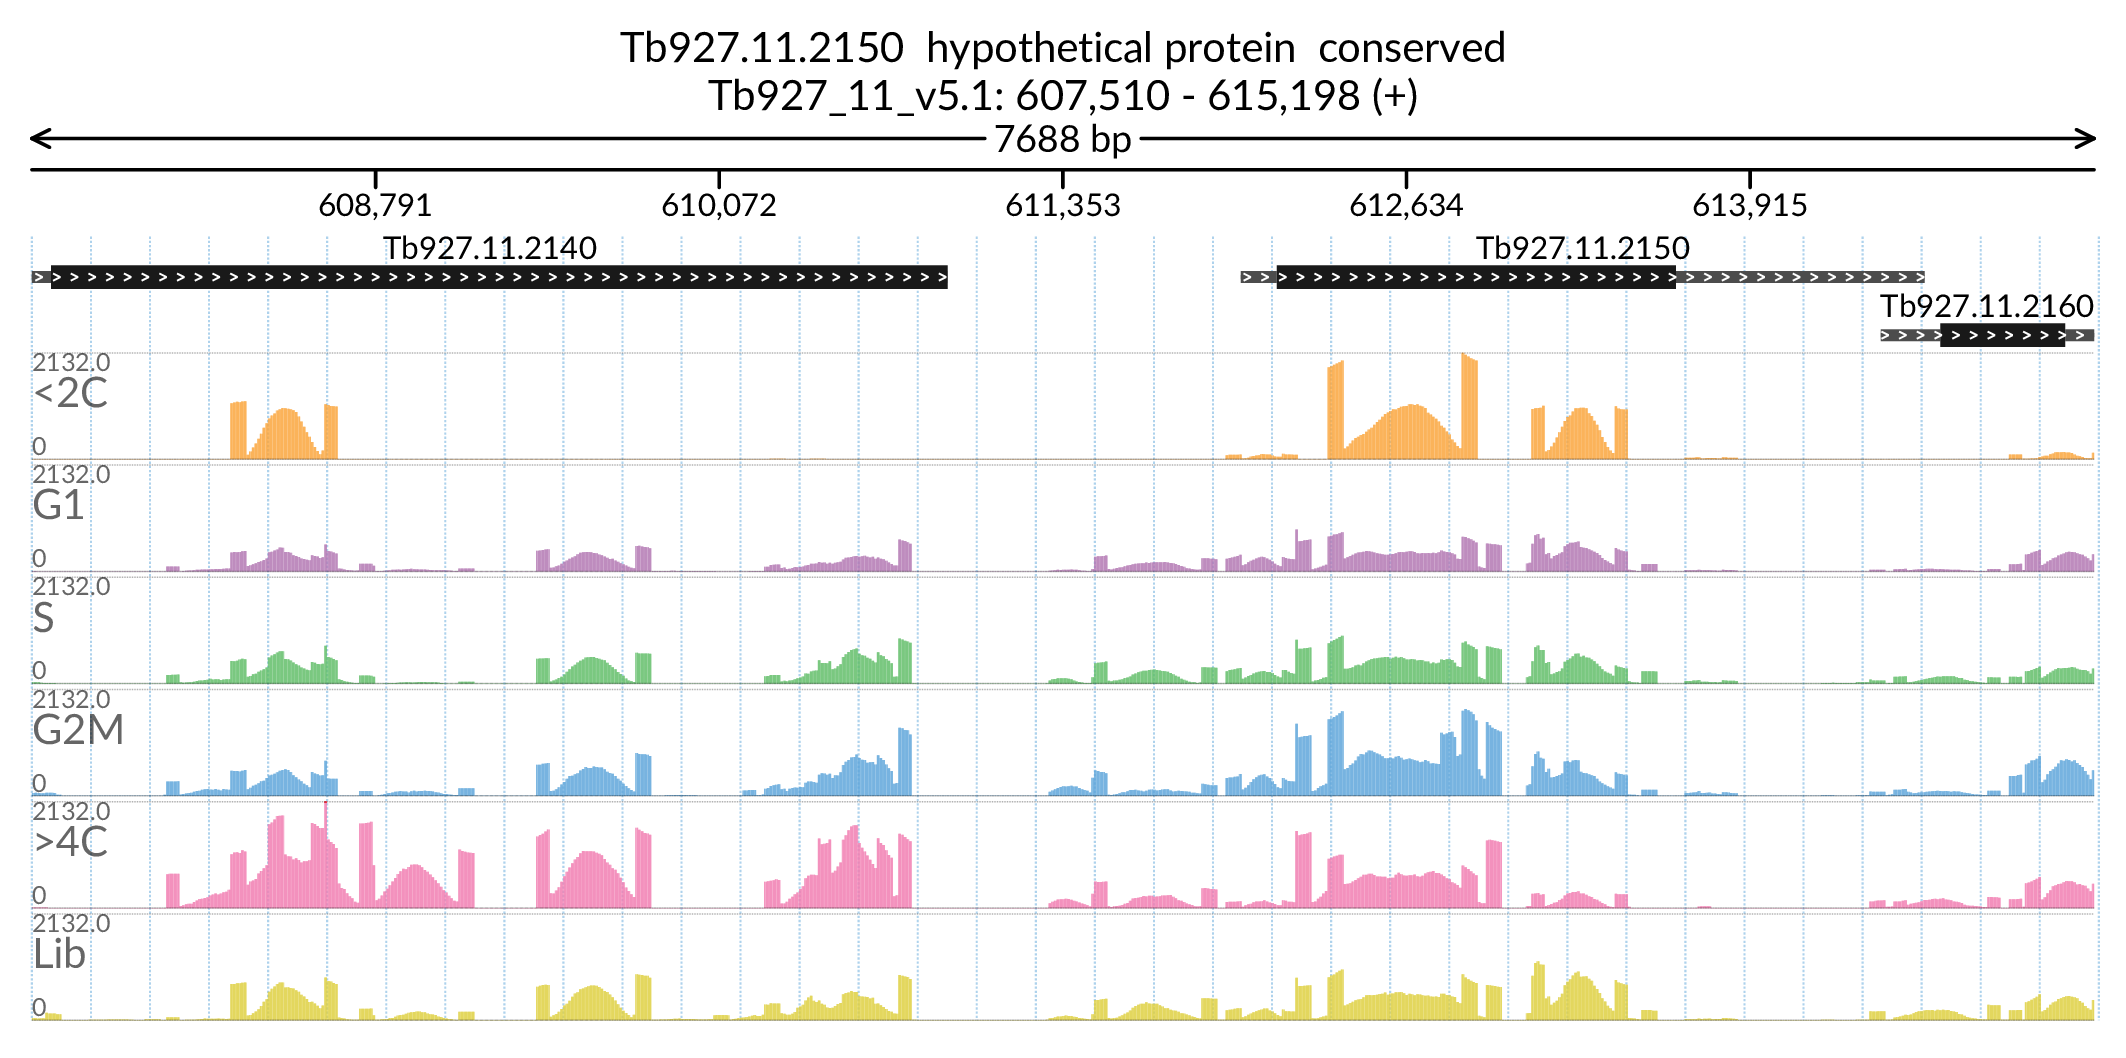 Tb927.11.2150  hypothetical protein  conserved
Tb927_11_v5.1: 607,510 - 615,198 (+)
7688 bp
608,791 610,072 611,353 612,634 613,915
Tb927.11.2140 Tb927.11.2150
Tb927.11.2160
2132.0
<2C
0
2132.0
G1
0
2132.0
S
0
2132.0
G2M
0
2132.0
>4C
0
2132.0
Lib
0